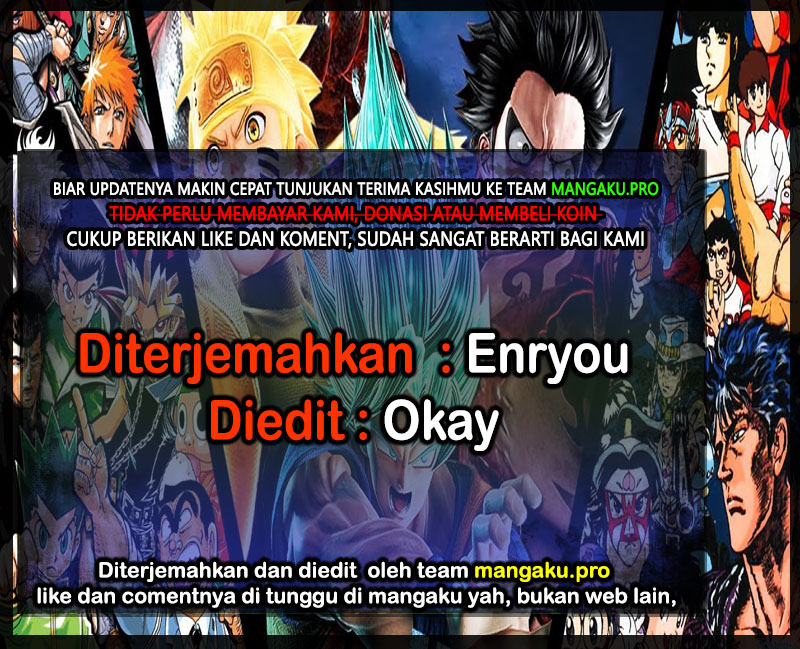 BIAR UPDATENYA MAKIN CEPAT TUNJUKAN TERIMA KASIHMU KE TEAM MANGAKU.PRO
TIDAK PERLU MEMBAYAR KAMI, DONASI ATAU MEMBELI KOIN
CUKUP BERIKAN LIKE DAN KOMENT, SUDAH SANGAT BERARTI BAGI KAMI
Diterjemahkan : Enryou
Diedit : Okay
Diterjemahkan dan diedit oleh team mangaku.pro
like dan comentnya di tunggu di mangaku yah, bukan web lain,